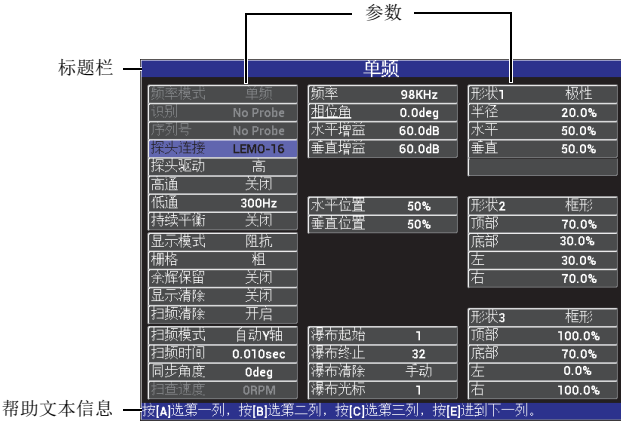 参数
标题栏
单频
频率模式 单频
识别 No Probe
序列号 No Probe
探头连接 LEMO-16
探头驱动 高
高通 关闭
低通 300Hz
持续平衡 关闭
显示模式 阻抗
栅格 粗
余辉保留 关闭
显示清除 关闭
扫频清除 开启
扫频模式 自动Y轴
扫频时间 0.010sec
同步角度 0deg
扫查速度 0RPM
频率 98KHz
相位角 0.0deg
水平增益 60.0dB
垂直增益 60.0dB
水平位置 50%
垂直位置 50%
瀑布起始 1
瀑布终止 32
瀑布清除 手动
瀑布光标 1
形状1 极性
半径 20.0%
水平 50.0%
垂直 50.0%
形状2 框形
顶部 70.0%
底部 30.0%
左 30.0%
右 70.0%
形状3 框形
顶部 100.0%
底部 70.0%
左 0.0%
右 100.0%
帮助文本信息
按[A]选第一列，按[B]选第二列，按[C]选第三列，按[E]进到下一列。